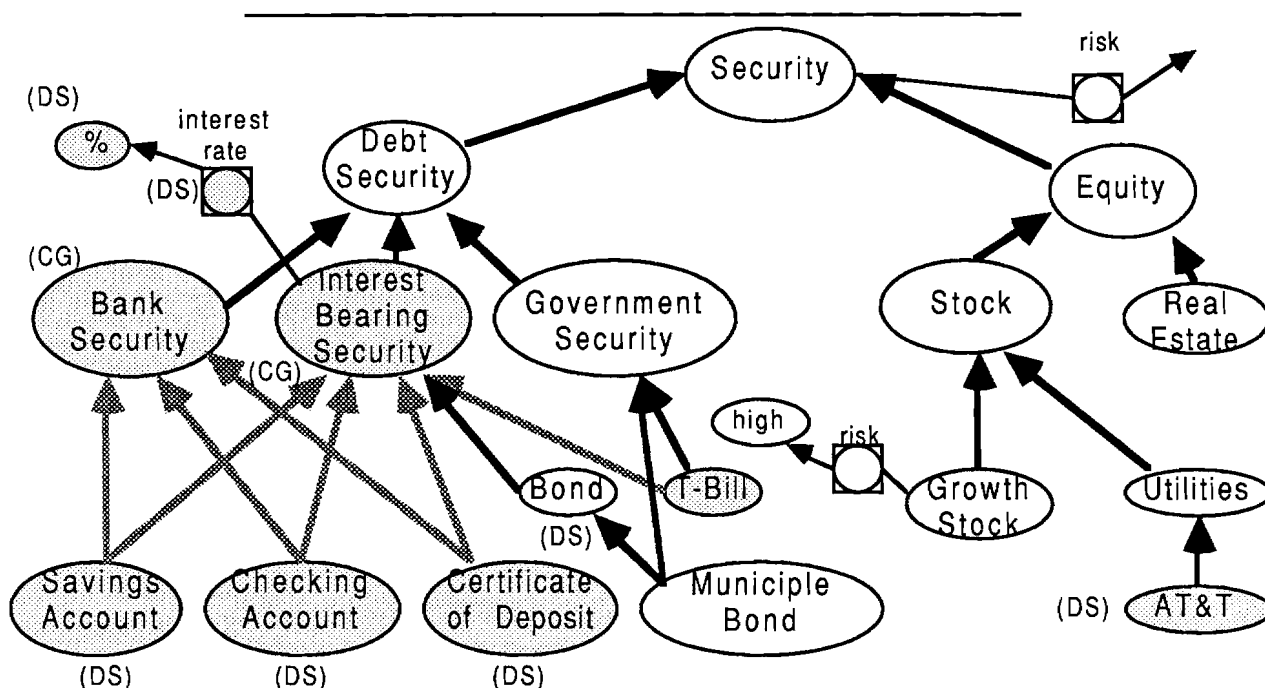 Security
risk
(DS)
%
interest
rate
(DS)
Debt
Security
Equity
(CG)
Bank
Security
Interest
Bearing
Security
(CG)
Government
Security
Stock
Real
Estate
high
risk
Bond
(DS)
T-Bill
Growth
Stock
Utilities
Savings
Account
(DS)
Checking
Account
(DS)
Certificate
of Deposit
(DS)
Municiple
Bond
(DS)
AT&T